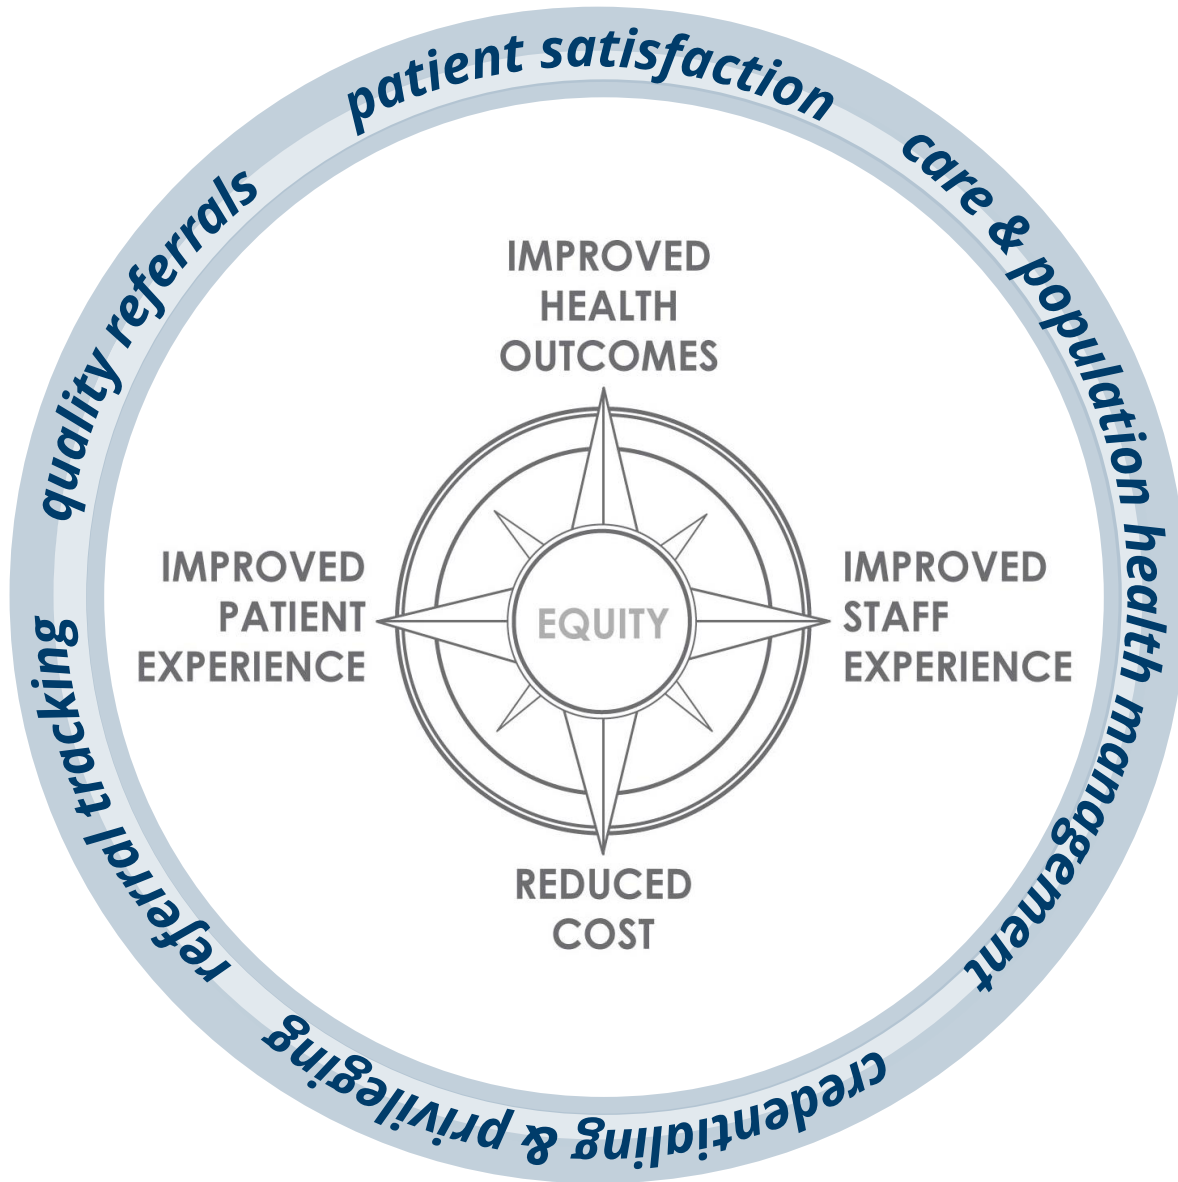 patient satisfaction
care & population health management
credentialing & privileging
referral tracking
quality referrals
IMPROVED
HEALTH
OUTCOMES
IMPROVED
PATIENT
EXPERIENCE
EQUITY
IMPROVED
STAFF
EXPERIENCE
REDUCED
COST